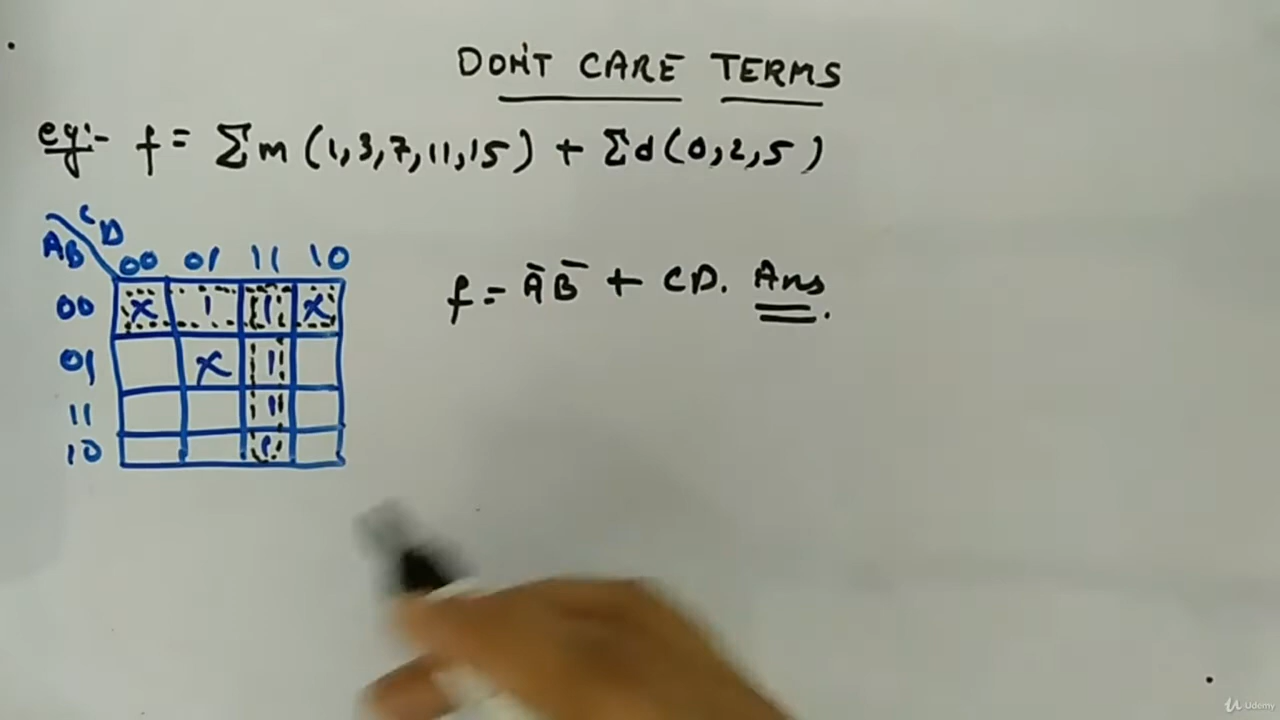 DON'T CARE TERMS
eg:- f = Σm (1,3,7,11,15) + Σd(0,2,5)
CD
AB 00 01 11 10
00 X 1 1 X
01 X 1
11 1
10 1
f = A̅ B̅ + CD. Ans.
Udemy